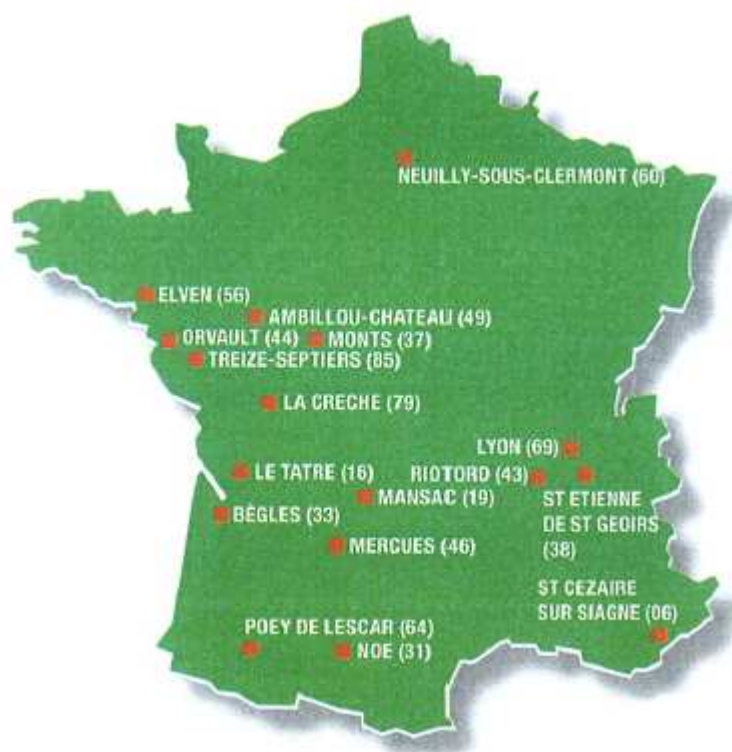 NEUILLY-SOUS-CLERMONT (60)
ELVEN (56)
AMBILLOU-CHATEAU (49)
ORVAULT (44)
MONTS (37)
TREIZE-SEPTIERS (85)
LA CRECHE (79)
LYON (69)
LE TATRE (16)
RIOTORD (43)
MANSAC (19)
ST ETIENNE
DE ST GEOIRS
(38)
BÈGLES (33)
MERCUES (46)
ST CEZAIRE
SUR SIAGNE (06)
POEY DE LESCAR (64)
NOE (31)